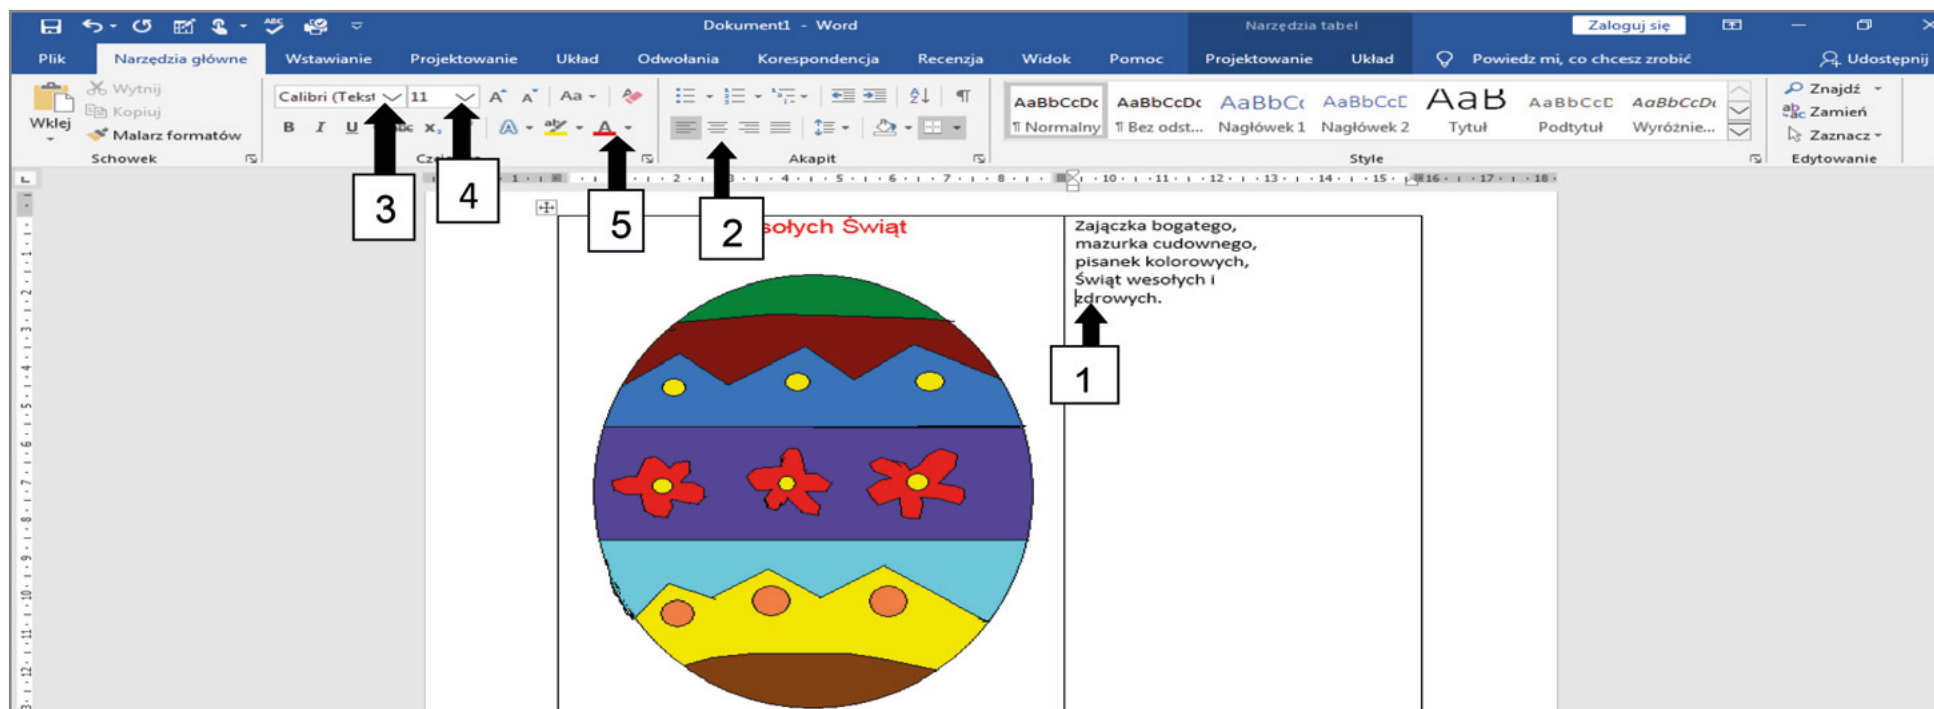 Dokument1 - Word
Narzędzia tabel
Zaloguj się
Plik Narzędzia główne Wstawianie Projektowanie Układ Odwołania Korespondencja Recenzja Widok Pomoc Projektowanie Układ Powiedz mi, co chcesz zrobić Udostępnij
Wklej
Wytnij
Kopiuj
Malarz formatów
Schowek
Calibri (Tekst 11 Aa
B I U abc x
Akapit
AaBbCcDc AaBbCcDc AaBbC AaBbCcE AaB AaBbCcE AaBbCcDc
¶ Normalny ¶ Bez odst... Nagłówek 1 Nagłówek 2 Tytuł Podtytuł Wyróżnie...
Style
Znajdź
Zamień
Zaznacz
Edytowanie
3
4
5
2
1
sołych Świąt
Zajączka bogatego,
mazurka cudownego,
pisanek kolorowych,
Świąt wesołych i
zdrowych.